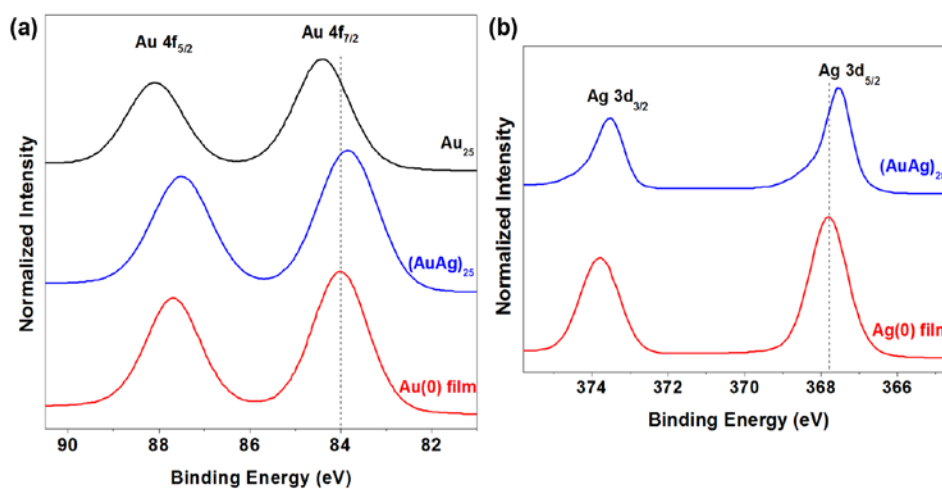 (a)
Au 4f5/2
Au 4f7/2
Au25
(AuAg)25
Au(0) film
Normalized Intensity
90 88 86 84 82
Binding Energy (eV)
(b)
Ag 3d3/2
Ag 3d5/2
(AuAg)25
Ag(0) film
Normalized Intensity
374 372 370 368 366
Binding Energy (eV)